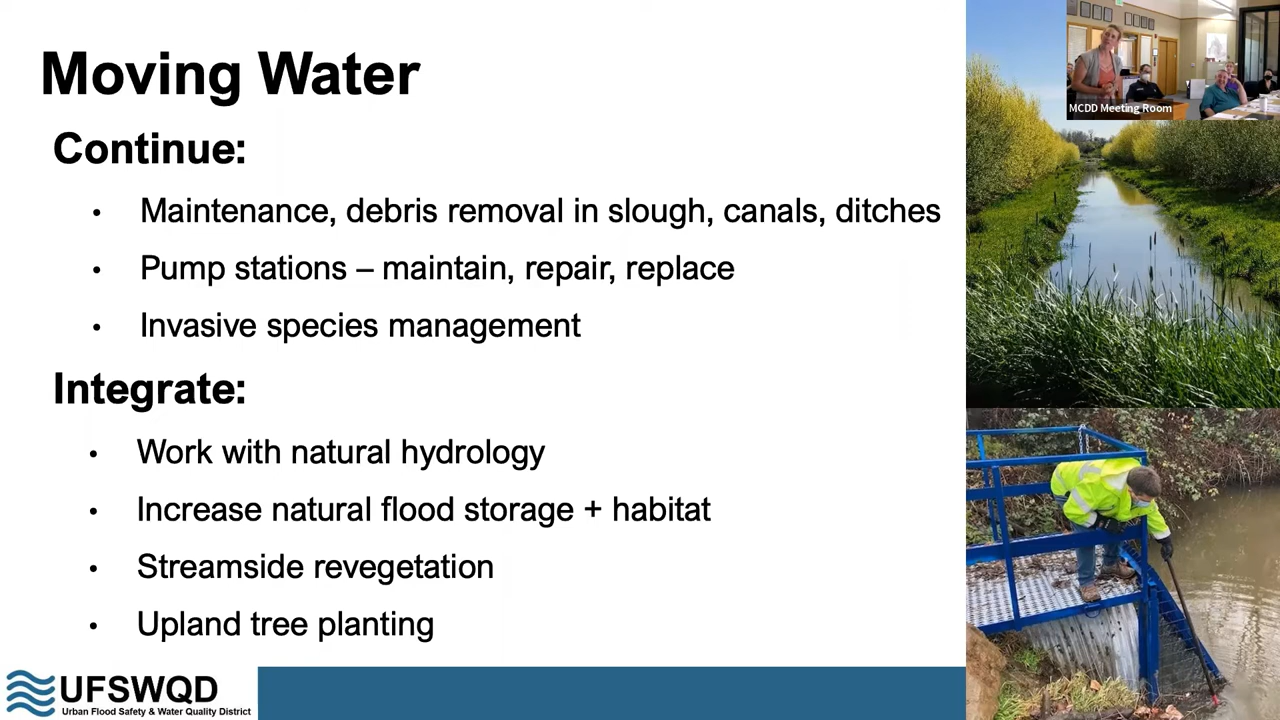 Moving Water
Continue:
• Maintenance, debris removal in slough, canals, ditches
• Pump stations – maintain, repair, replace
• Invasive species management
Integrate:
• Work with natural hydrology
• Increase natural flood storage + habitat
• Streamside revegetation
• Upland tree planting
UFSWQD
Urban Flood Safety & Water Quality District
MCDD Meeting Room